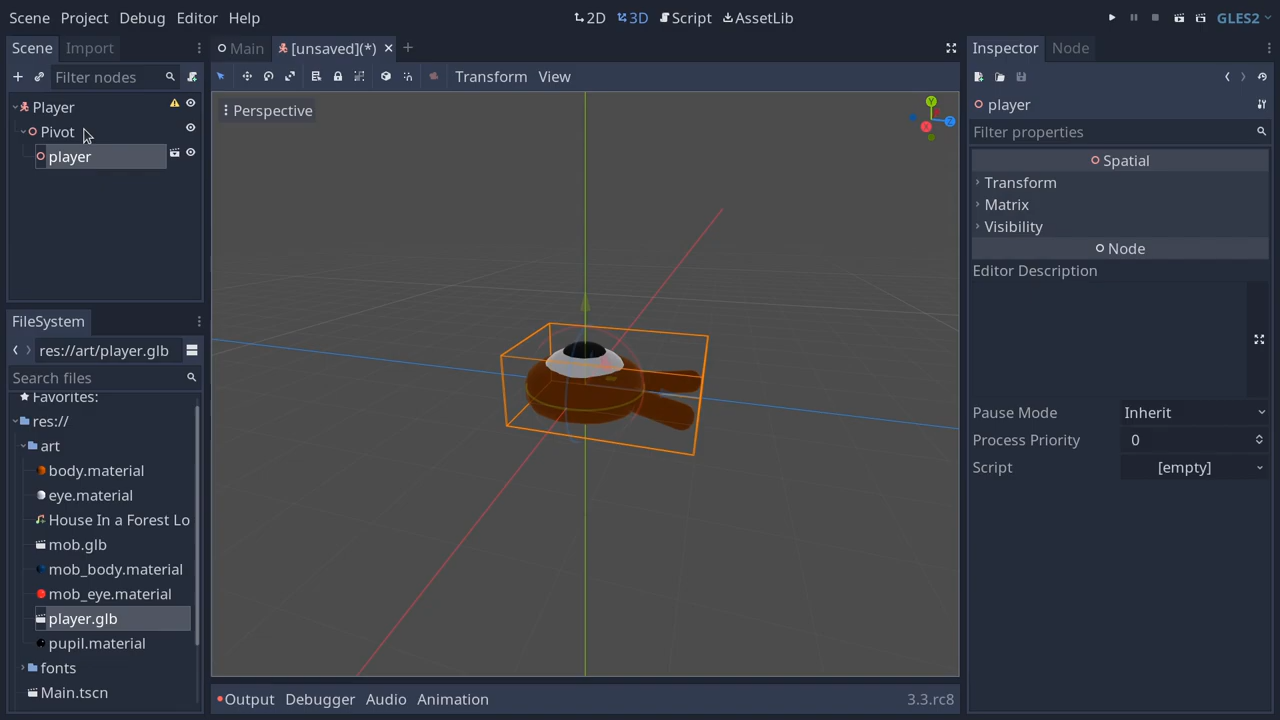 Scene Project Debug Editor Help 2D 3D Script AssetLib GLES2
Scene Import
Main [unsaved](*)
Inspector Node
Filter nodes
Transform View
Player
Pivot
player
Perspective
Y
X
Z
player
Filter properties
Spatial
Transform
Matrix
Visibility
Node
Editor Description
Pause Mode Inherit
Process Priority 0
Script [empty]
FileSystem
res://art/player.glb
Search files
Favorites:
res://
art
body.material
eye.material
House In a Forest Lo
mob.glb
mob_body.material
mob_eye.material
player.glb
pupil.material
fonts
Main.tscn
Output Debugger Audio Animation 3.3.rc8